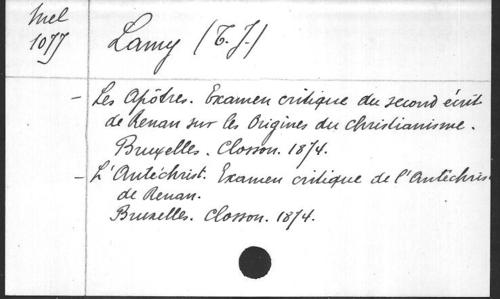 Mel
1077
Lamy (T. J.)
- Les Apôtres. Examen critique du second écrit
de Renan sur les Origines du Christianisme.
Bruxelles. Closson. 1874.
- L'Antéchrist. Examen critique de l'Antéchris
de Renan.
Bruxelles. Closson. 1874.